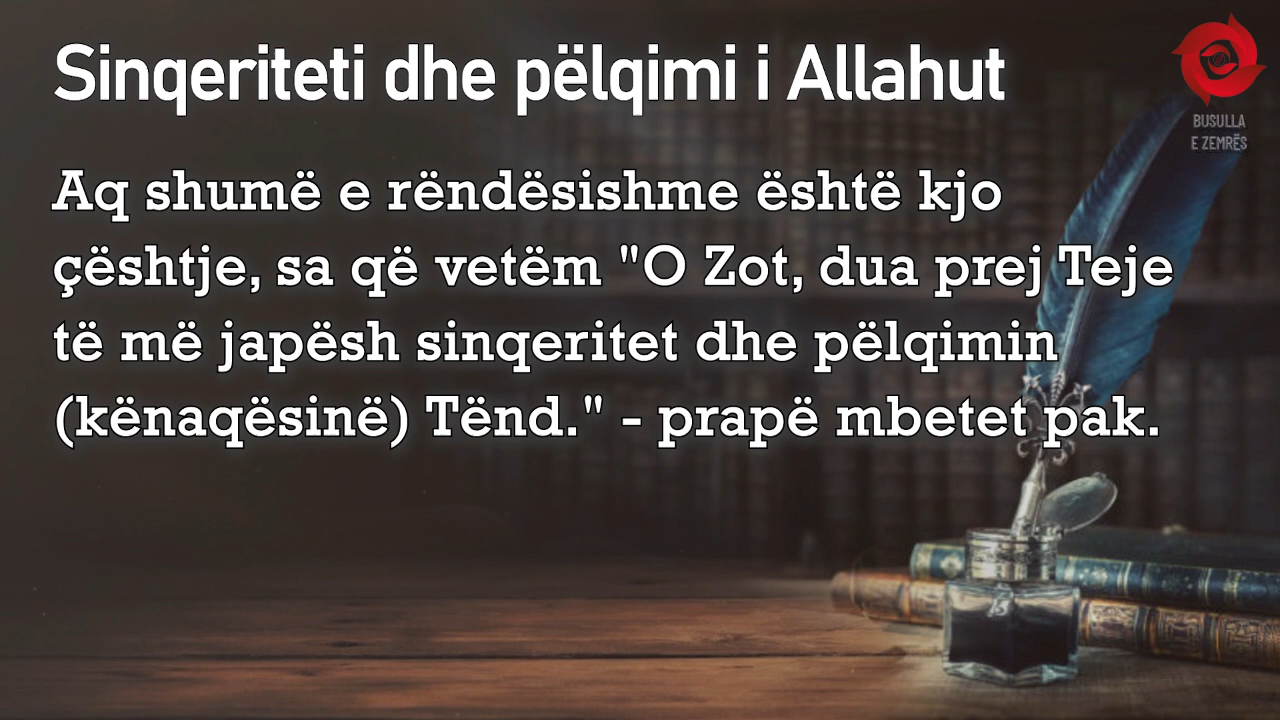 Sinqeriteti dhe pëlqimi i Allahut
BUSULLA
E ZEMRËS
Aq shumë e rëndësishme është kjo
çështje, sa që vetëm "O Zot, dua prej Teje
të më japësh sinqeritet dhe pëlqimin
(kënaqësinë) Tënd." - prapë mbetet pak.